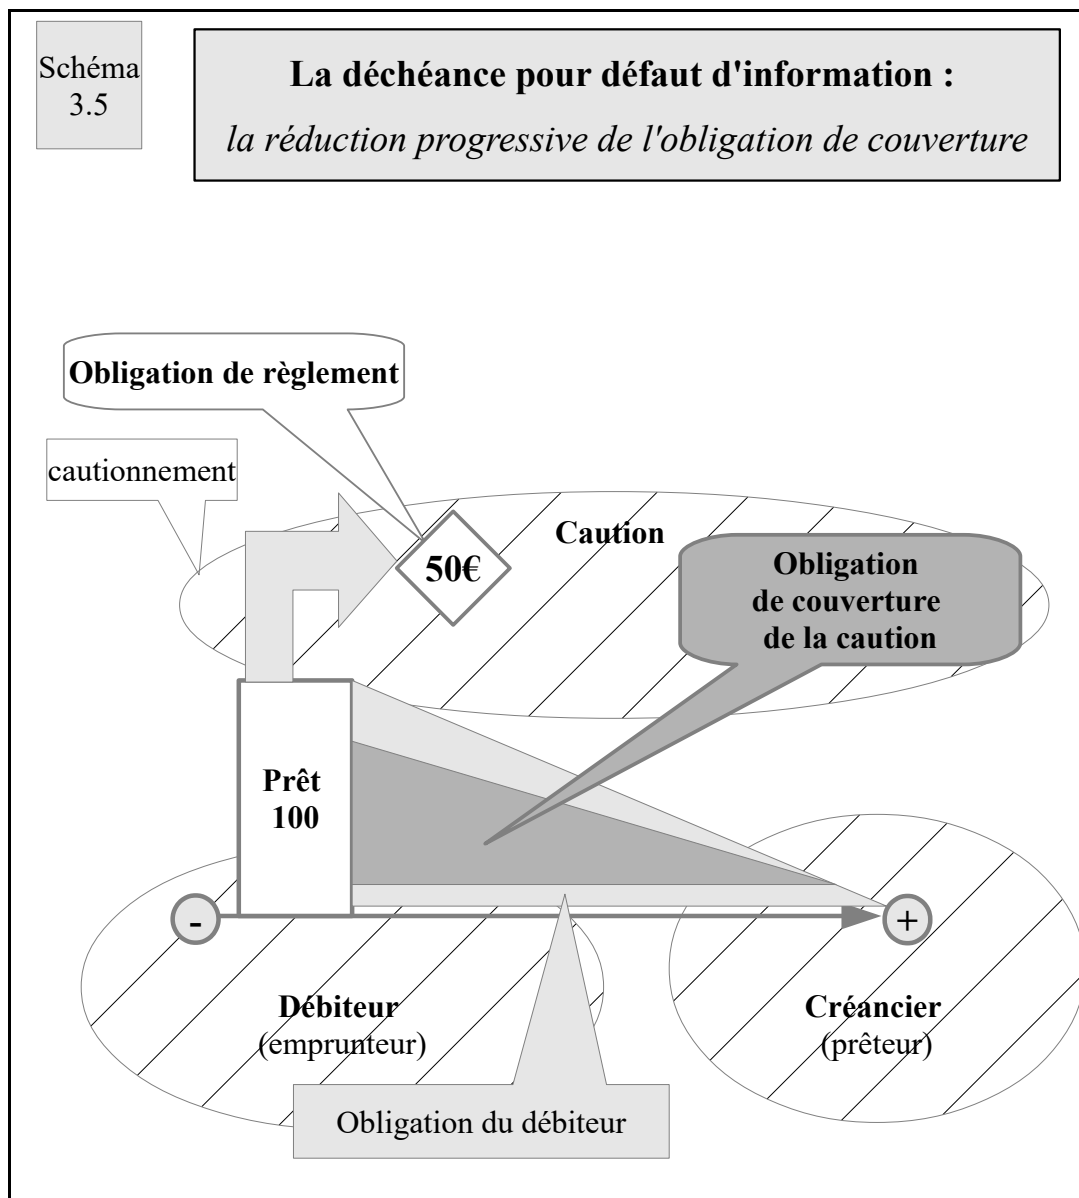 Schéma
3.5
La déchéance pour défaut d'information :
la réduction progressive de l'obligation de couverture
Obligation de règlement
cautionnement
Caution
50€
Obligation
de couverture
de la caution
Prêt
100
-
+
Débiteur
(emprunteur)
Créancier
(prêteur)
Obligation du débiteur